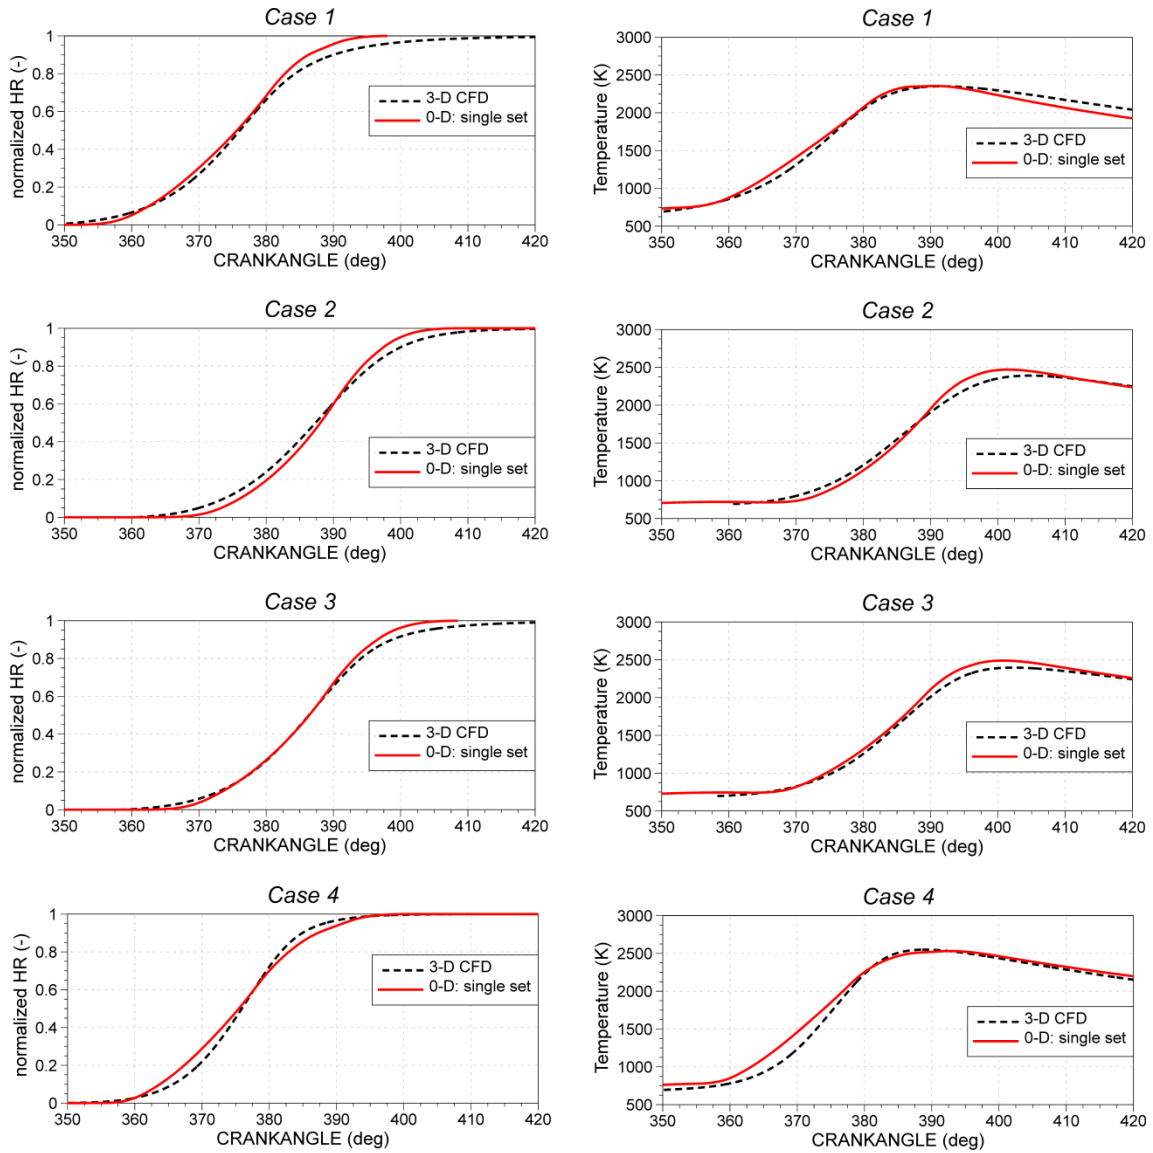 Case 1
normalized HR (-)
1
0.8
0.6
0.4
0.2
0
3-D CFD
0-D: single set
350 360 370 380 390 400 410 420
CRANKANGLE (deg)
Case 1
Temperature (K)
3000
2500
2000
1500
1000
500
3-D CFD
0-D: single set
350 360 370 380 390 400 410 420
CRANKANGLE (deg)
Case 2
normalized HR (-)
1
0.8
0.6
0.4
0.2
0
3-D CFD
0-D: single set
350 360 370 380 390 400 410 420
CRANKANGLE (deg)
Case 2
Temperature (K)
3000
2500
2000
1500
1000
500
3-D CFD
0-D: single set
350 360 370 380 390 400 410 420
CRANKANGLE (deg)
Case 3
normalized HR (-)
1
0.8
0.6
0.4
0.2
0
3-D CFD
0-D: single set
350 360 370 380 390 400 410 420
CRANKANGLE (deg)
Case 3
Temperature (K)
3000
2500
2000
1500
1000
500
3-D CFD
0-D: single set
350 360 370 380 390 400 410 420
CRANKANGLE (deg)
Case 4
normalized HR (-)
1
0.8
0.6
0.4
0.2
0
3-D CFD
0-D: single set
350 360 370 380 390 400 410 420
CRANKANGLE (deg)
Case 4
Temperature (K)
3000
2500
2000
1500
1000
500
3-D CFD
0-D: single set
350 360 370 380 390 400 410 420
CRANKANGLE (deg)